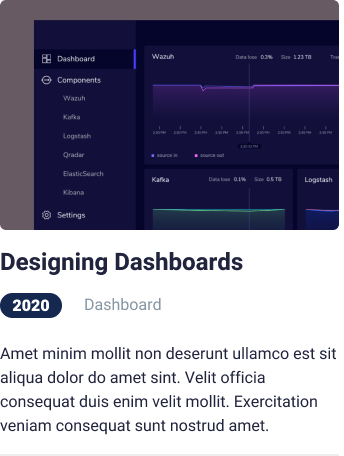 Wazuh
Data loss 0.3% Size 1.23 TB
Dashboard
Components
Wazuh
Kafka
Logstash
Qradar
ElasticSearch
Kibana
Settings
source in source out
Kafka
Data loss 0.1% Size 0.5 TB
Logstash
Designing Dashboards
2020 Dashboard
Amet minim mollit non deserunt ullamco est sit
aliqua dolor do amet sint. Velit officia
consequat duis enim velit mollit. Exercitation
veniam consequat sunt nostrud amet.